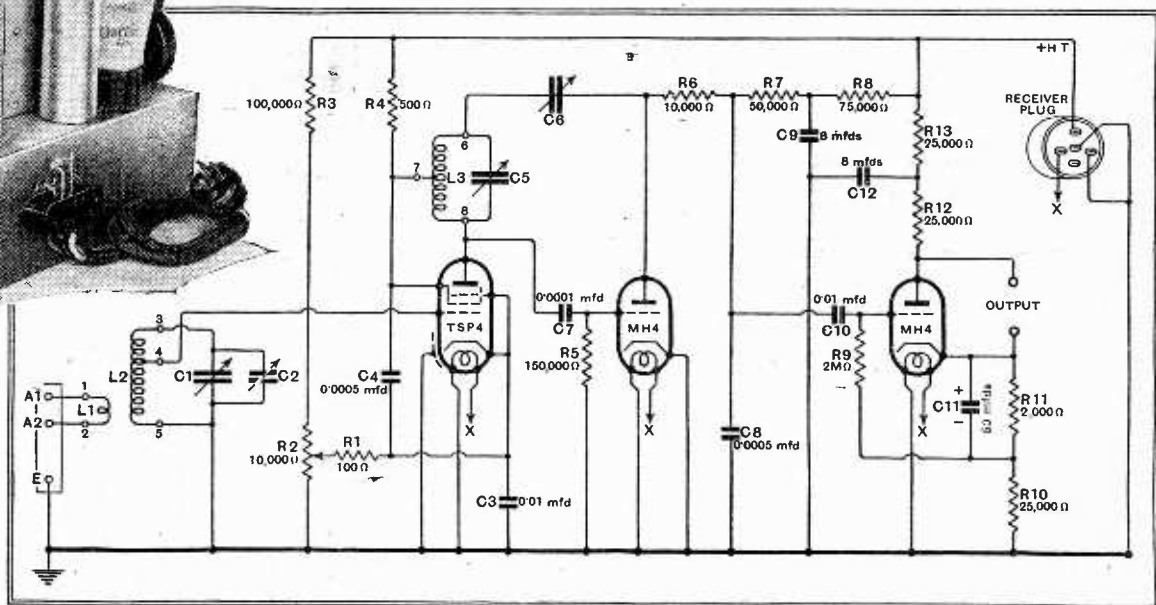 +HT
RECEIVER
PLUG
100,000Ω R3
R4 500Ω
C6
R6
10,000Ω
R7
50,000Ω
R8
75,000Ω
C9 8 mfds
8 mfds
C12
R13
25,000Ω
R12
25,000Ω
X
6
7
L3
C5
8
TSP4
X
0·0001 mfd
C7
R5
150,000Ω
MH4
X
0·01 mfd
C10
R9
2MΩ
MH4
X
OUTPUT
C11
+
-
R11
2,000Ω
R10
25,000Ω
3
4
5
L2
C1
C2
C4
0·0005 mfd
C8
0·0005 mfd
A1
A2
E
1
L1
2
R2
10,000Ω
R1
100Ω
C3 0·01 mfd